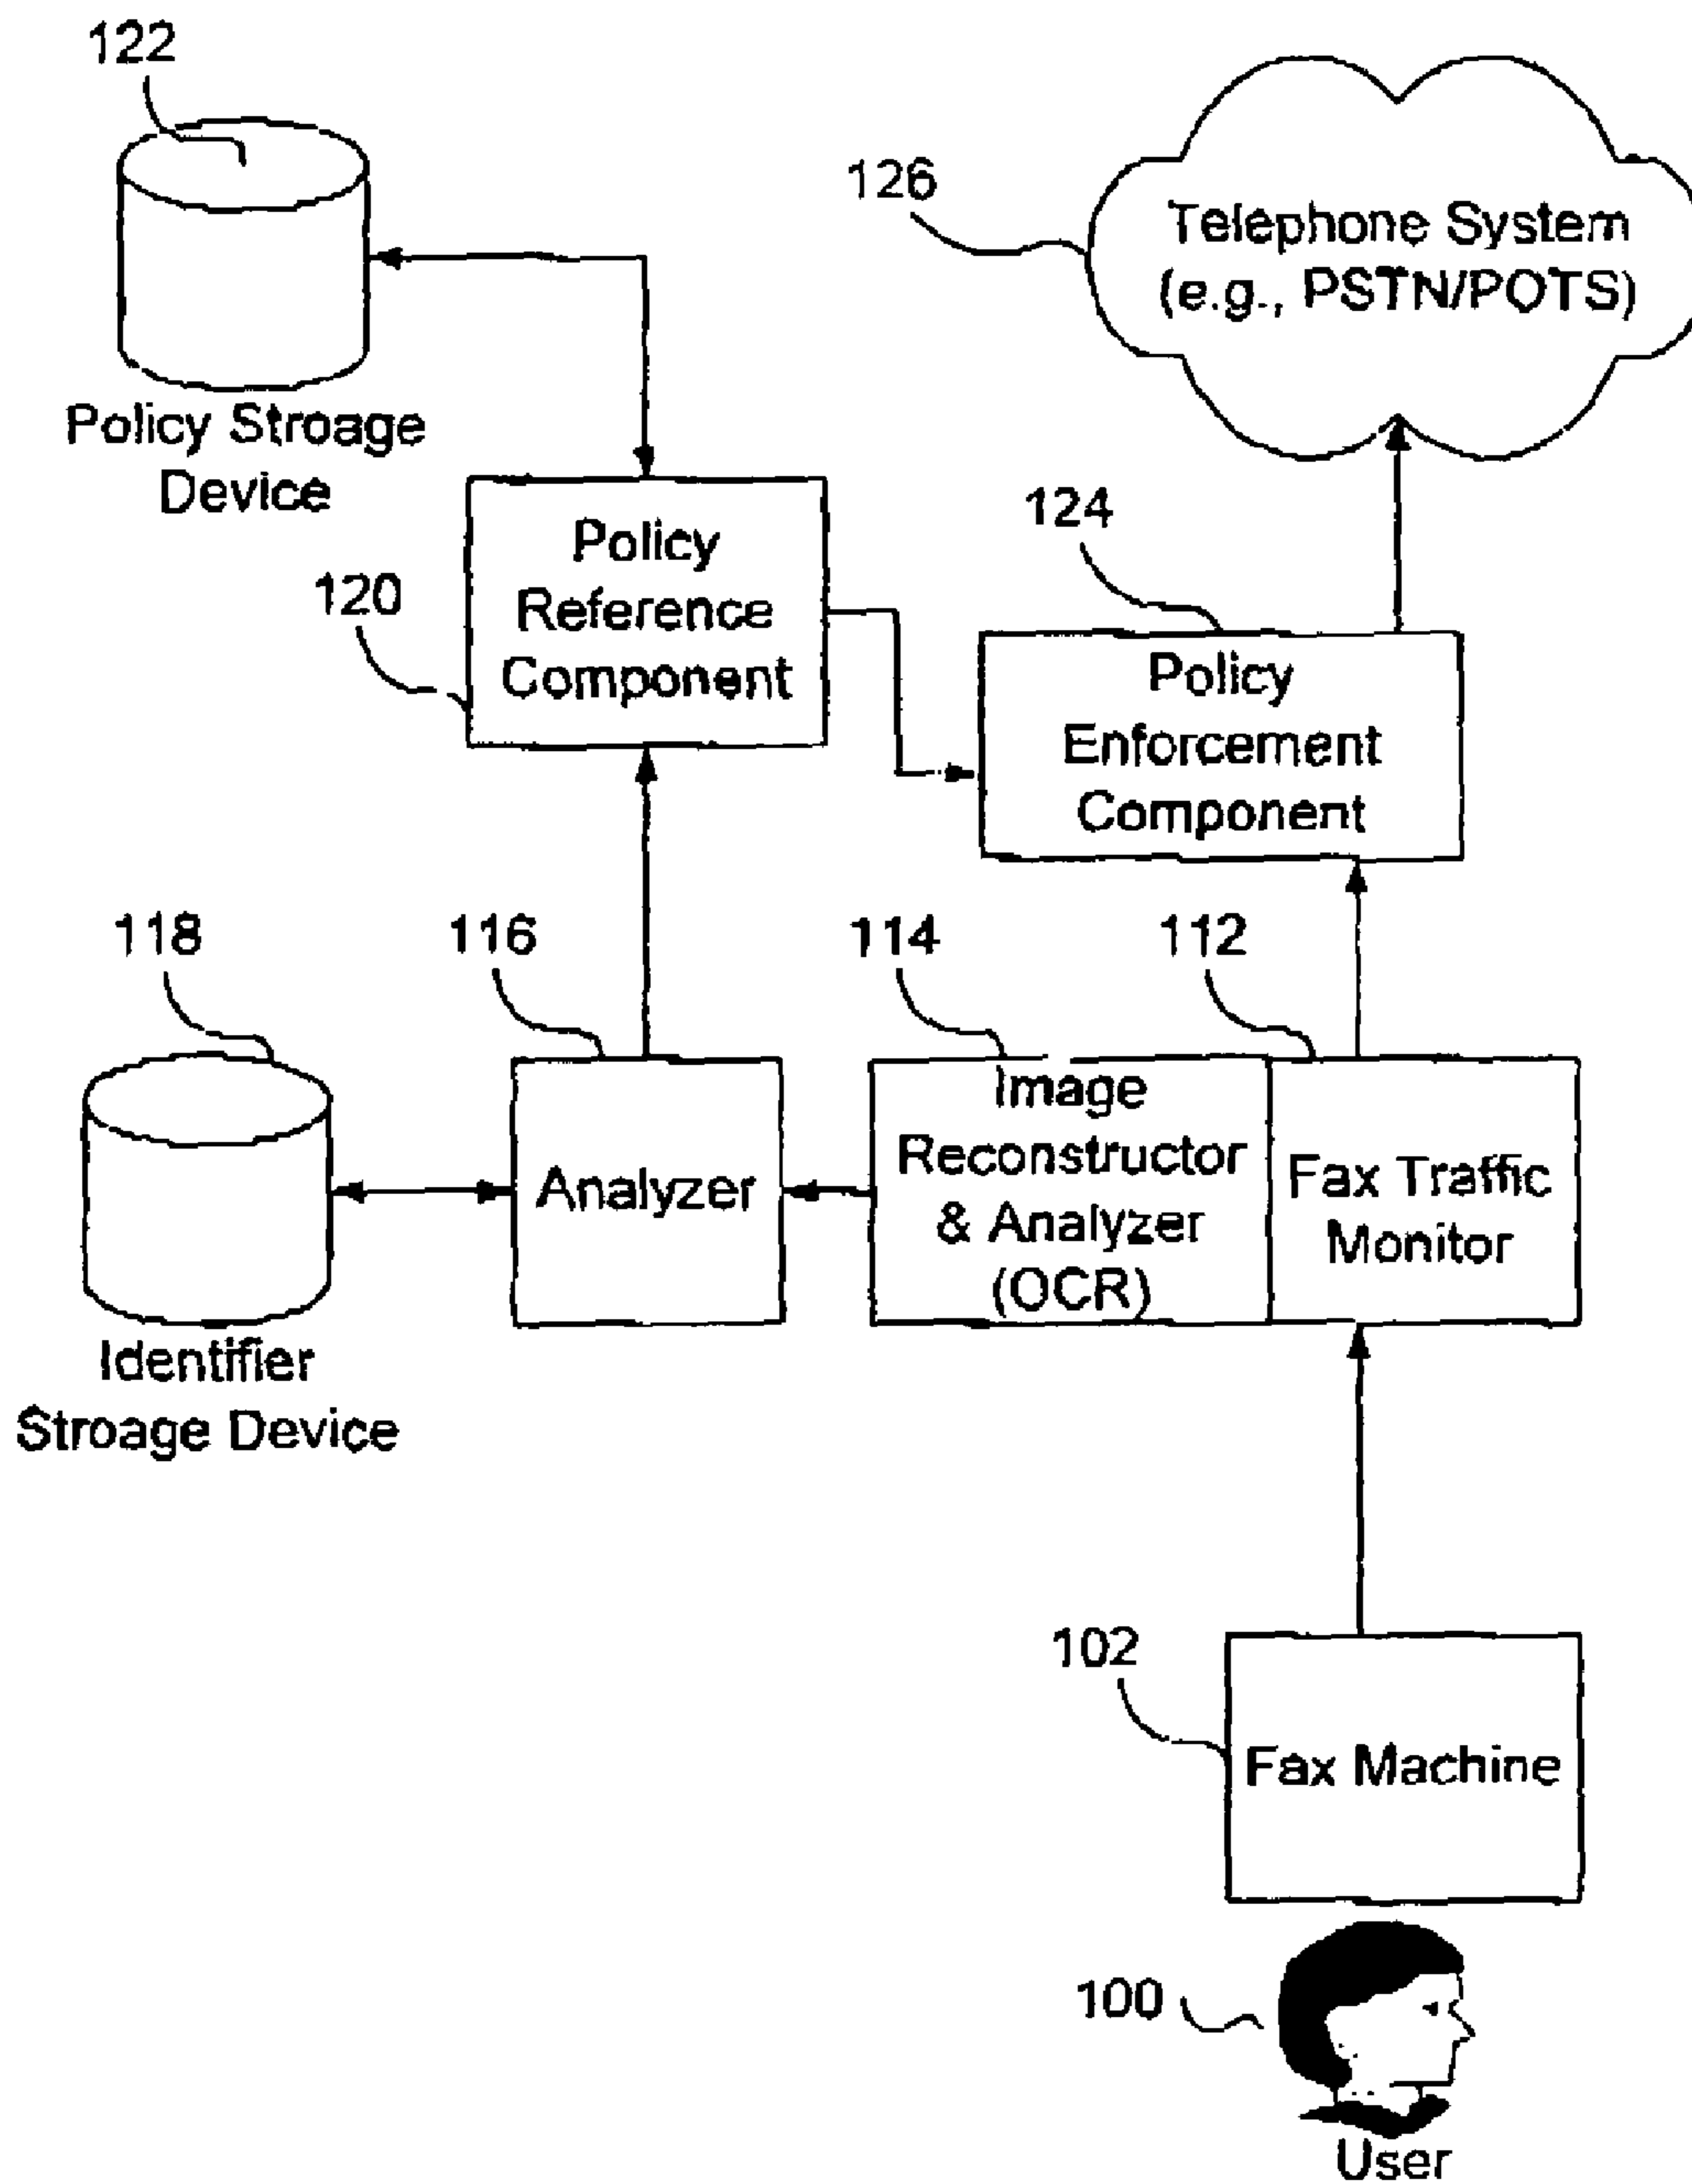 122
126
Telephone System
(e.g., PSTN/POTS)
Policy Stroage
Device
124
Policy
Reference
Component
120
Policy
Enforcement
Component
118
116
114
112
Image
Reconstructor
& Analyzer
(OCR)
Analyzer
Fax Traffic
Monitor
Identifier
Stroage Device
102
Fax Machine
100
User